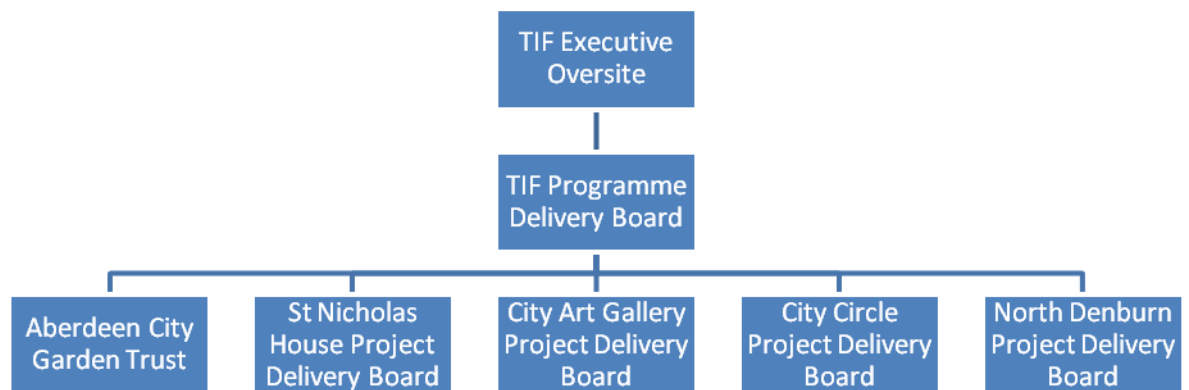 TIF Executive
Oversite
TIF Programme
Delivery Board
Aberdeen City
Garden Trust
St Nicholas
House Project
Delivery Board
City Art Gallery
Project Delivery
Board
City Circle
Project Delivery
Board
North Denburn
Project Delivery
Board